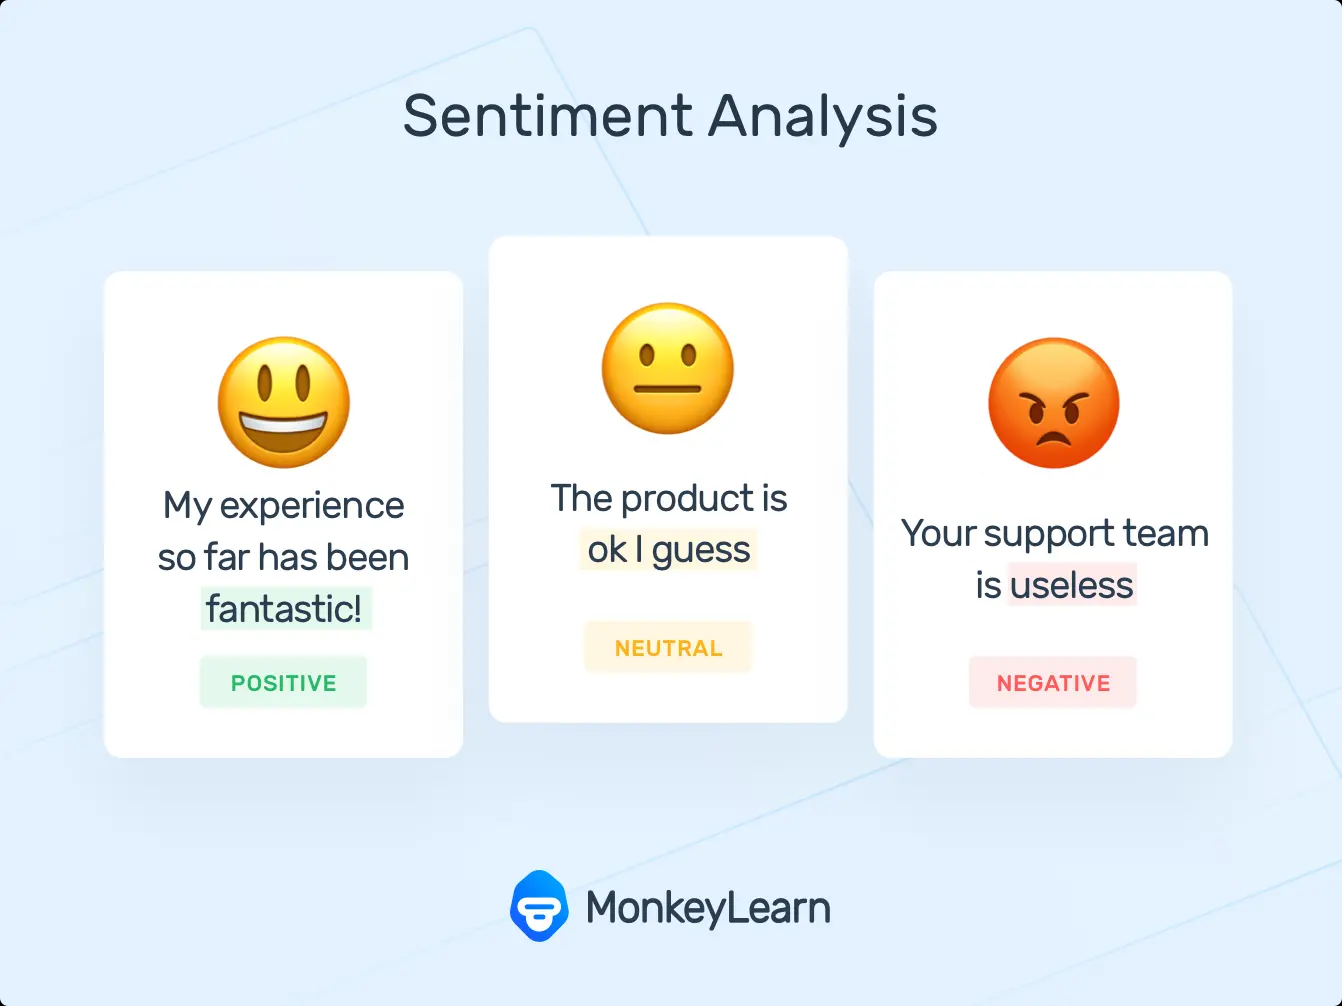 Sentiment Analysis
My experience
so far has been
fantastic!
POSITIVE
The product is
ok I guess
NEUTRAL
Your support team
is useless
NEGATIVE
MonkeyLearn